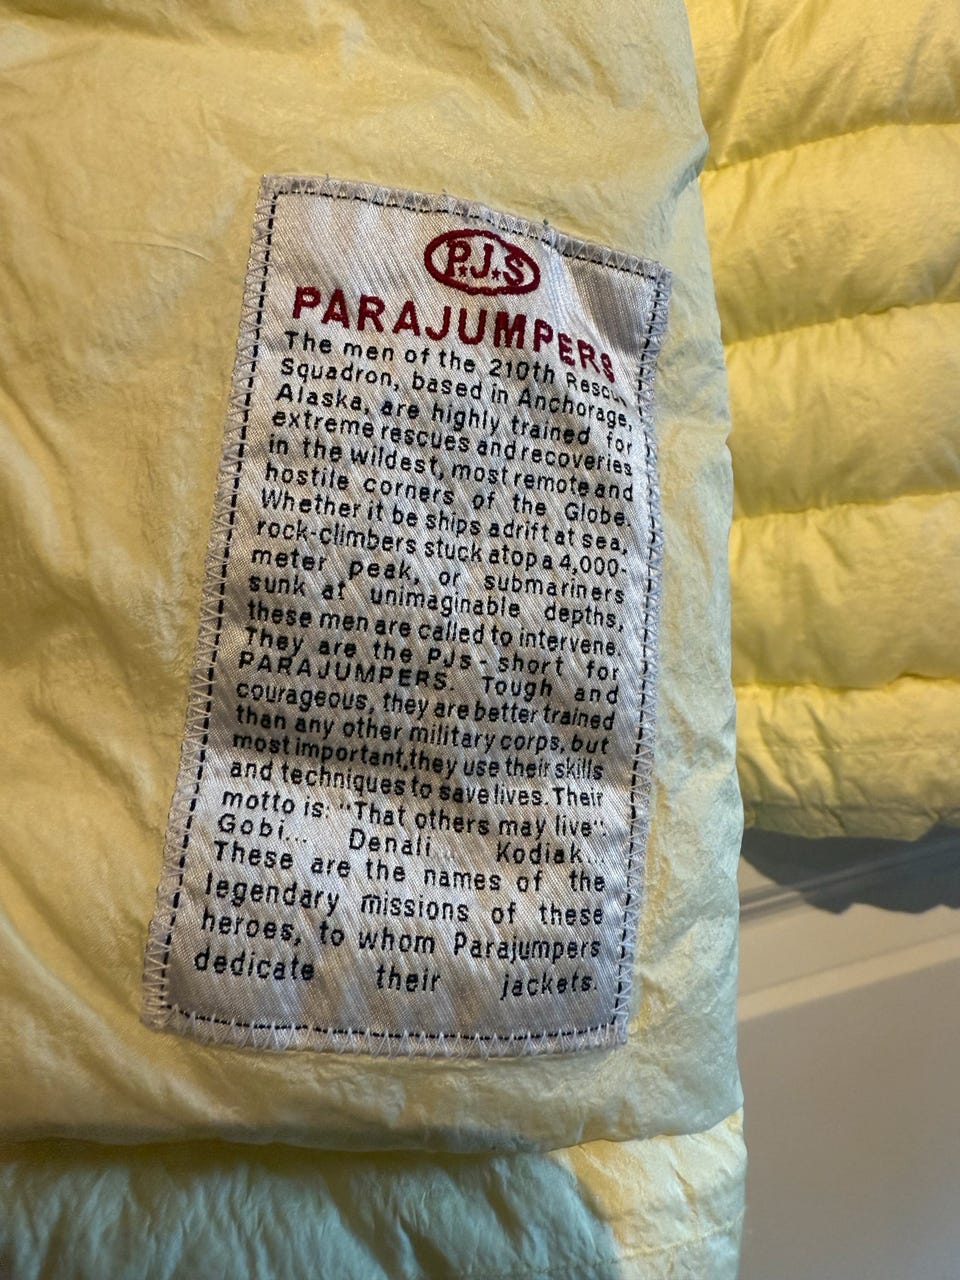 P.J.S
PARAJUMPERS
The men of the 210th Rescue
Squadron, based in Anchorage,
Alaska, are highly trained for
extreme rescues and recoveries
in the wildest, most remote and
hostile corners of the Globe.
Whether it be ships adrift at sea,
rock-climbers stuck atop a 4,000-
meter peak, or submariners
sunk at unimaginable depths,
these men are called to intervene.
They are the PJs - short for
PARAJUMPERS. Tough and
courageous, they are better trained
than any other military corps, but
most important,they use their skills
and techniques to save lives. Their
motto is: "That others may live".
Gobi... Denali... Kodiak...
These are the names of the
legendary missions of these
heroes, to whom Parajumpers
dedicate their jackets.